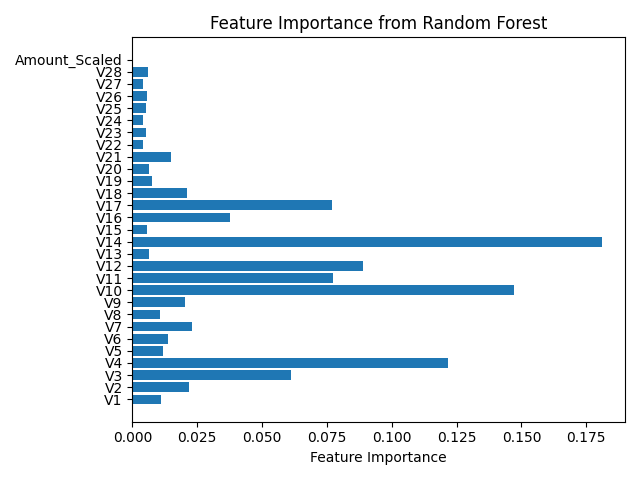 Feature Importance from Random Forest
Amount_Scaled
V28
V27
V26
V25
V24
V23
V22
V21
V20
V19
V18
V17
V16
V15
V14
V13
V12
V11
V10
V9
V8
V7
V6
V5
V4
V3
V2
V1
0.000 0.025 0.050 0.075 0.100 0.125 0.150 0.175
Feature Importance